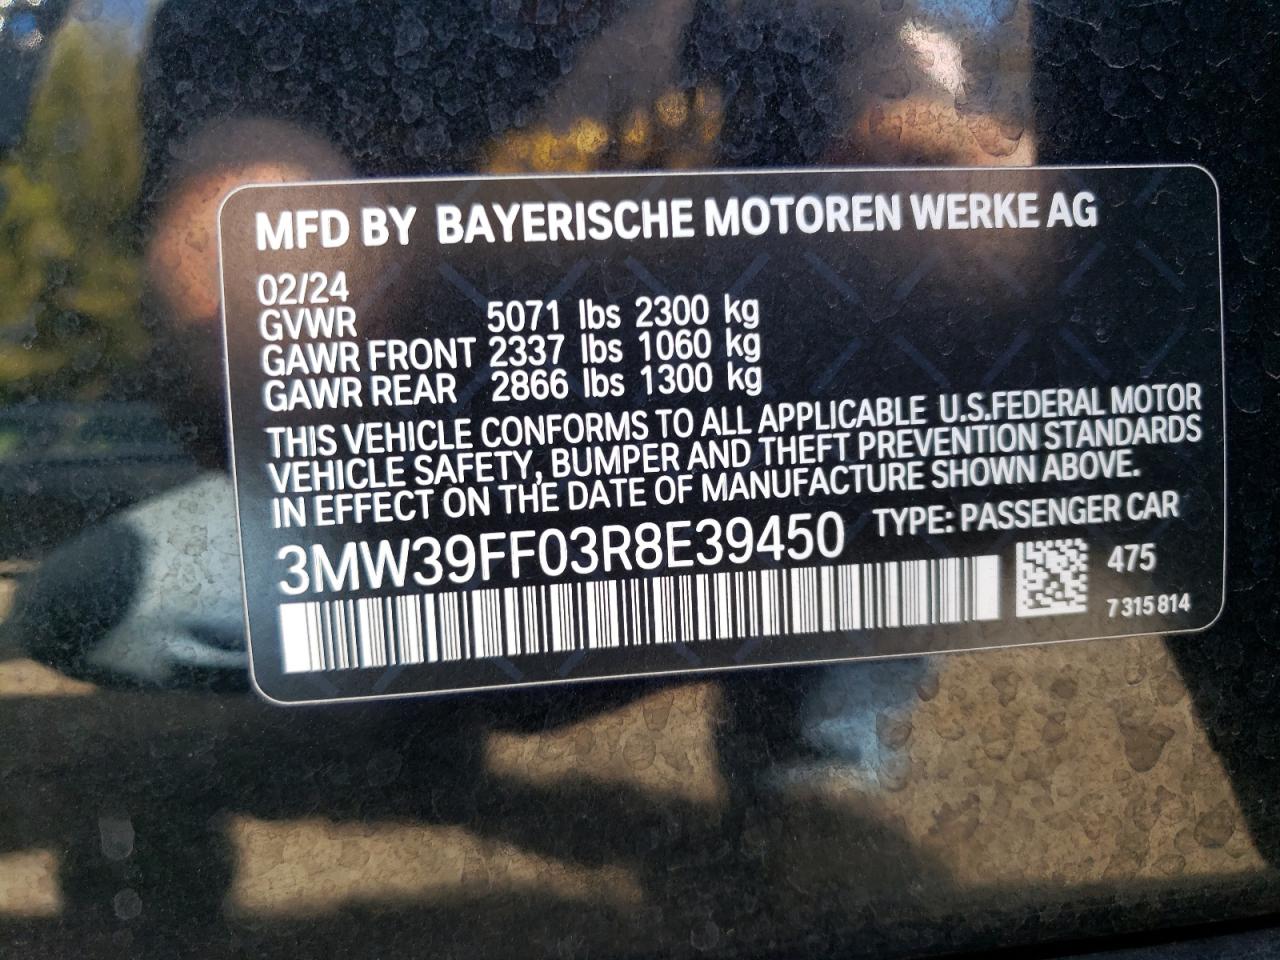 MFD BY BAYERISCHE MOTOREN WERKE AG
02/24
GVWR 5071 lbs 2300 kg
GAWR FRONT 2337 lbs 1060 kg
GAWR REAR 2866 lbs 1300 kg
THIS VEHICLE CONFORMS TO ALL APPLICABLE U.S.FEDERAL MOTOR
VEHICLE SAFETY, BUMPER AND THEFT PREVENTION STANDARDS
IN EFFECT ON THE DATE OF MANUFACTURE SHOWN ABOVE.
3MW39FF03R8E39450 TYPE: PASSENGER CAR
475
7 315 814